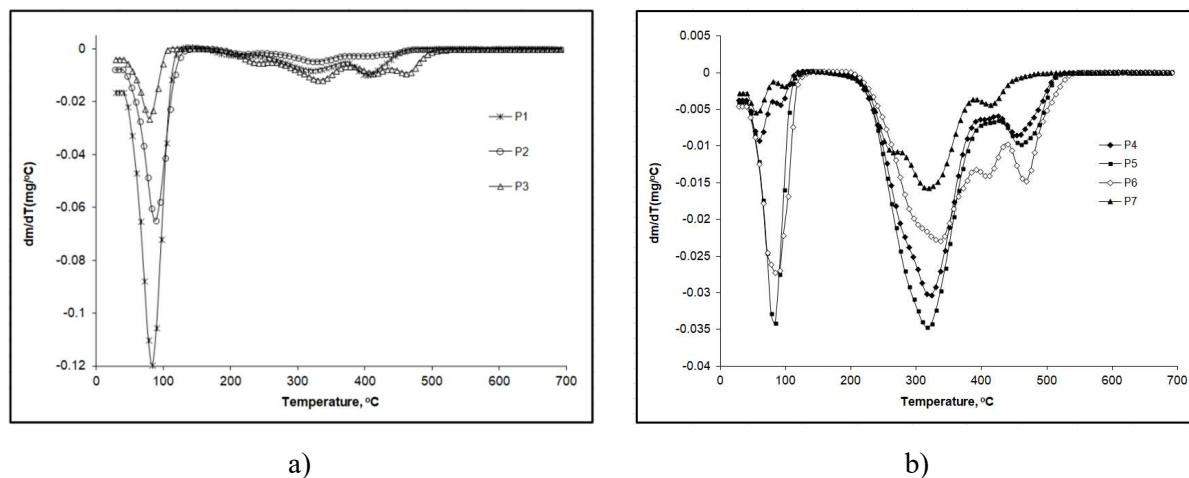 0
-0.02
-0.04
-0.06
-0.08
-0.1
-0.12
dm/dT(mg/°C)
0 100 200 300 400 500 600 700
Temperature, °C
P1
P2
P3
a)
0.005
0
-0.005
-0.01
-0.015
-0.02
-0.025
-0.03
-0.035
-0.04
dm/dT(mg/°C)
0 100 200 300 400 500 600 700
Temperature, °C
P4
P5
P6
P7
b)